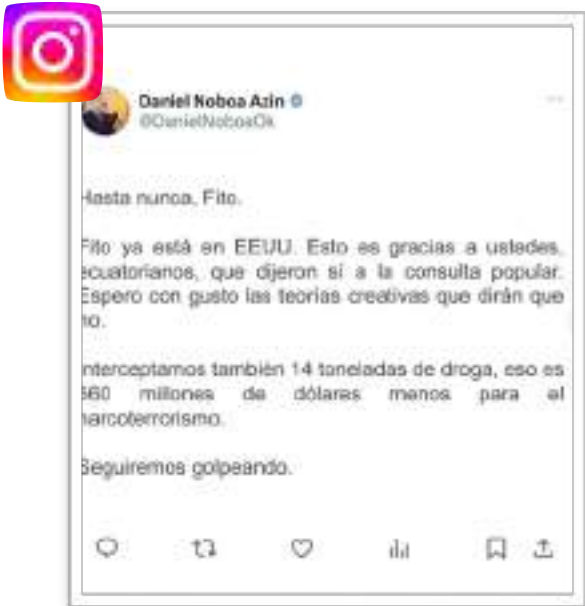 Daniel Noboa Azin
@DanielNoboaOk
Hasta nunca, Fito.
Fito ya está en EEUU. Esto es gracias a ustedes,
ecuatorianos, que dijeron sí a la consulta popular.
Espero con gusto las teorías creativas que dirán que
no.
Interceptamos también 14 toneladas de droga, eso es
560 millones de dólares menos para el
narcoterrorismo.
Seguiremos golpeando.